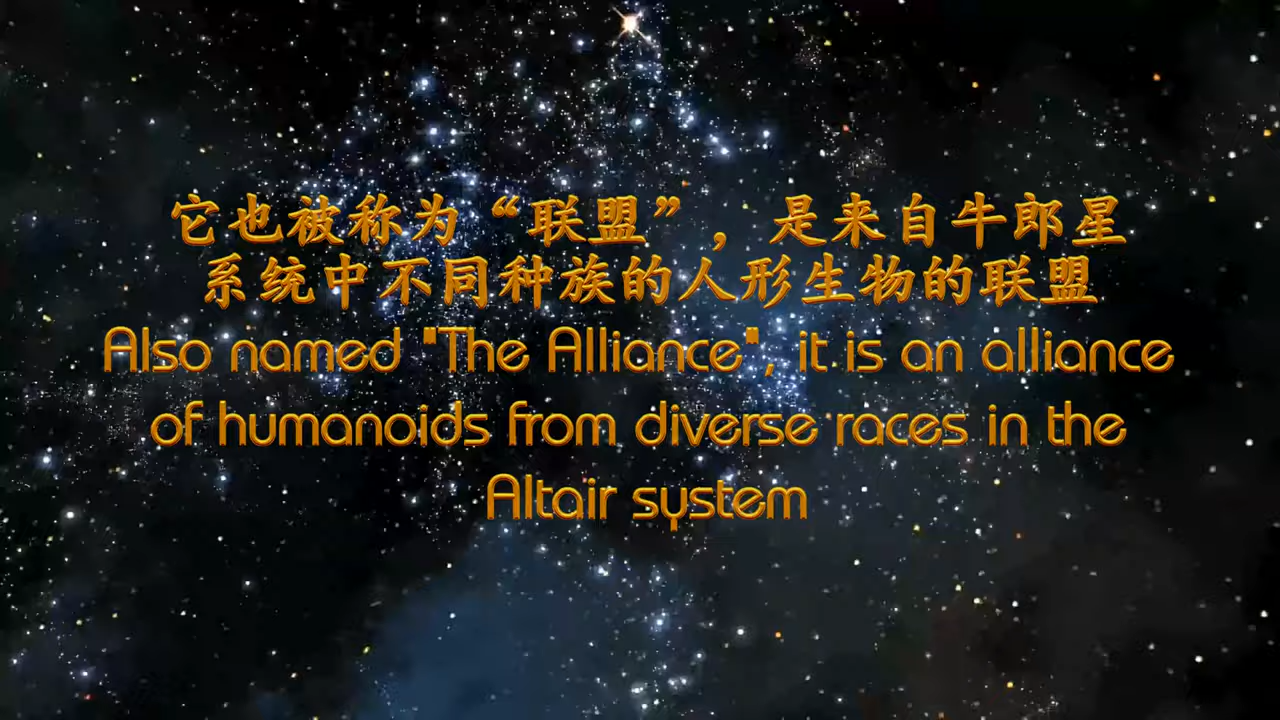 它也被称为“联盟”，是来自牛郎星
系统中不同种族的人形生物的联盟
Also named "The Alliance", it is an alliance
of humanoids from diverse races in the
Altair system